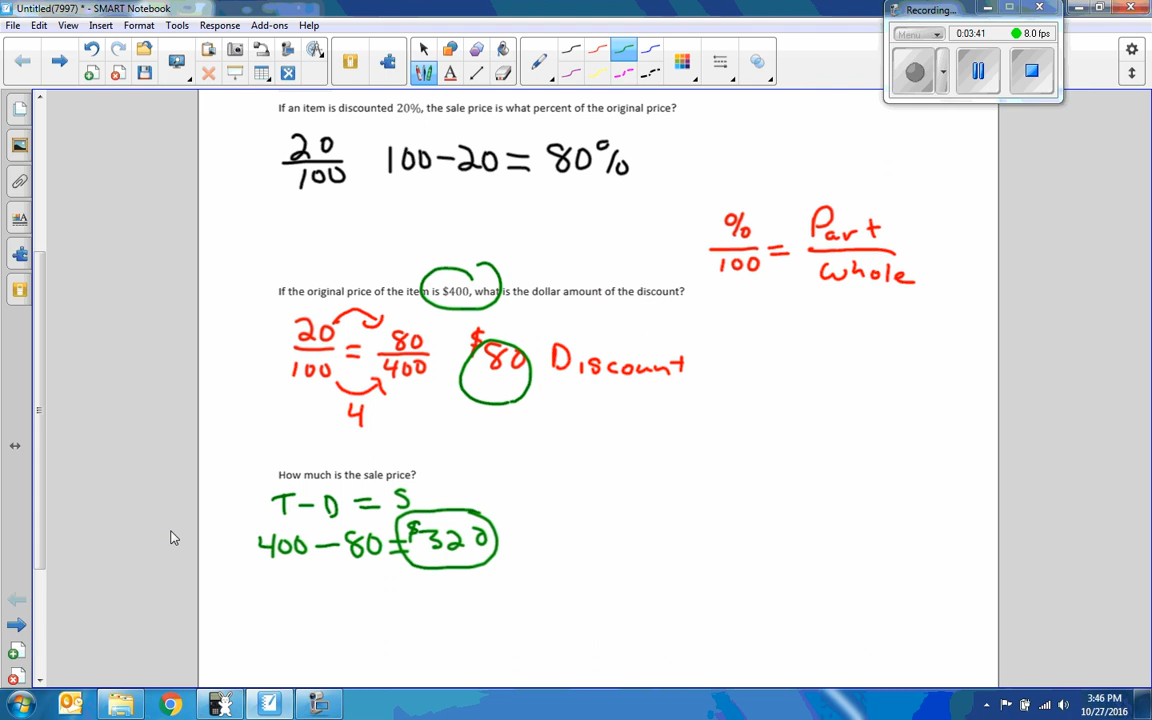 Untitled(7997) * - SMART Notebook
File Edit View Insert Format Tools Response Add-ons Help
Recording...
Menu 0:03:41 8.0 fps
If an item is discounted 20%, the sale price is what percent of the original price?
20/100 100-20 = 80%
%/100 = Part/Whole
If the original price of the item is $400, what is the dollar amount of the discount?
20/100 = 80/400 $80 Discount
4
How much is the sale price?
T-D = S
400-80=$320
3:46 PM
10/27/2016